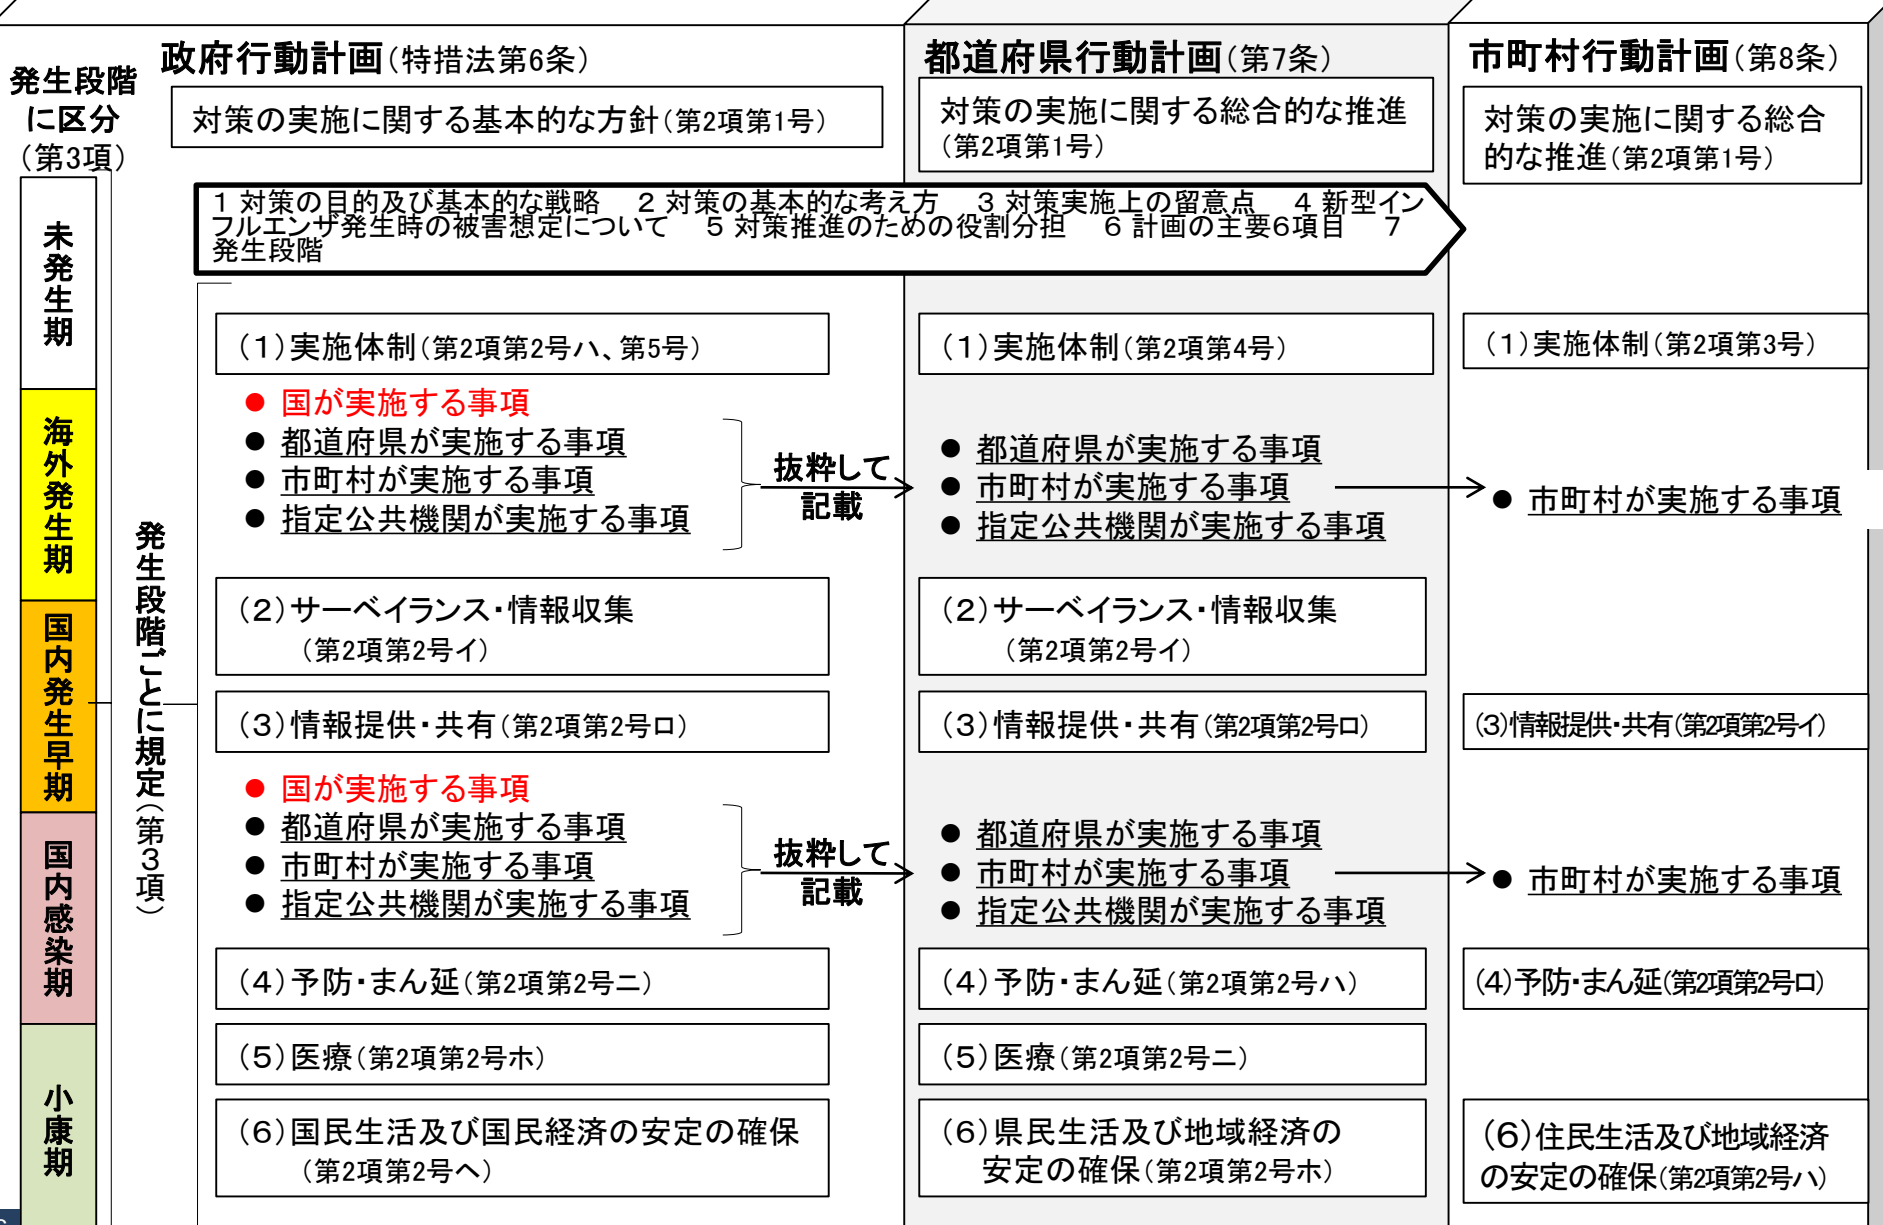 発生段階
に区分
（第3項）
未発生期
海外発生期
国内発生早期
国内感染期
小康期
発生段階ごとに規定（第３項）
政府行動計画（特措法第6条）
対策の実施に関する基本的な方針（第2項第1号）
都道府県行動計画（第7条）
対策の実施に関する総合的な推進
（第2項第1号）
市町村行動計画（第8条）
対策の実施に関する総合
的な推進（第2項第1号）
１ 対策の目的及び基本的な戦略　２ 対策の基本的な考え方　３ 対策実施上の留意点　４ 新型イン
フルエンザ発生時の被害想定について　５ 対策推進のための役割分担　６ 計画の主要６項目　７
発生段階
（１）実施体制（第2項第2号ハ、第5号）
● 国が実施する事項
● 都道府県が実施する事項
● 市町村が実施する事項
● 指定公共機関が実施する事項
抜粋して
記載
（２）サーベイランス・情報収集
（第2項第2号イ）
（３）情報提供・共有（第2項第2号ロ）
● 国が実施する事項
● 都道府県が実施する事項
● 市町村が実施する事項
● 指定公共機関が実施する事項
抜粋して
記載
（４）予防・まん延（第2項第2号ニ）
（５）医療（第2項第2号ホ）
（６）国民生活及び国民経済の安定の確保
（第2項第2号ヘ）
（１）実施体制（第2項第4号）
● 都道府県が実施する事項
● 市町村が実施する事項
● 指定公共機関が実施する事項
（２）サーベイランス・情報収集
（第2項第2号イ）
（３）情報提供・共有（第2項第2号ロ）
● 都道府県が実施する事項
● 市町村が実施する事項
● 指定公共機関が実施する事項
（４）予防・まん延（第2項第2号ハ）
（５）医療（第2項第2号ニ）
（６）県民生活及び地域経済の
安定の確保（第2項第2号ホ）
（１）実施体制（第2項第3号）
● 市町村が実施する事項
（3）情報提供・共有（第2項第2号イ）
● 市町村が実施する事項
（4）予防・まん延（第2項第2号ロ）
（６）住民生活及び地域経済
の安定の確保（第2項第2号ハ）